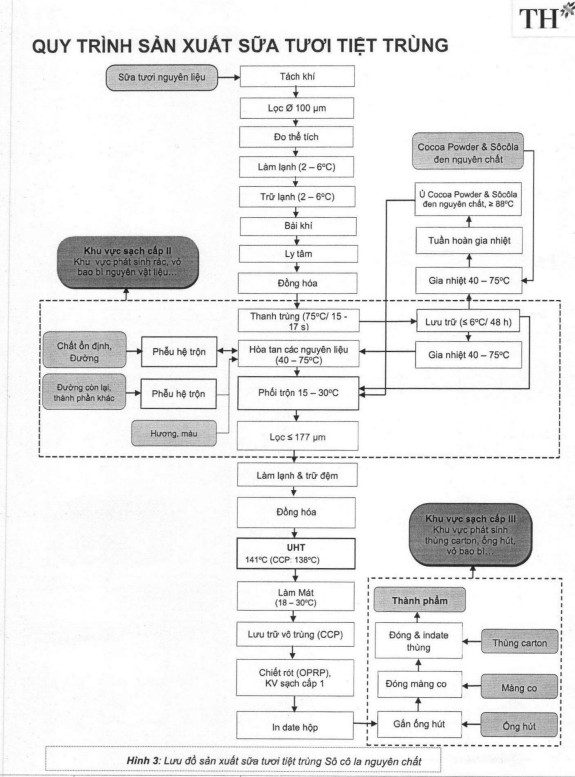 TH
QUY TRÌNH SẢN XUẤT SỮA TƯƠI TIỆT TRÙNG
Sữa tươi nguyên liệu
Tách khí
Lọc Ø 100 µm
Đo thể tích
Làm lạnh (2 – 6ºC)
Trữ lạnh (2 – 6ºC)
Bài khí
Ly tâm
Đồng hóa
Cocoa Powder & Sôcôla
đen nguyên chất
Ủ Cocoa Powder & Sôcôla
đen nguyên chất, ≥ 88ºC
Tuần hoàn gia nhiệt
Gia nhiệt 40 – 75ºC
Khu vực sạch cấp II
Khu vực phát sinh rác, vỏ
bao bì nguyên vật liệu...
Thanh trùng (75ºC/ 15 -
17 s)
Lưu trữ (≤ 6ºC/ 48 h)
Chất ổn định,
Đường
Phễu hệ trộn
Hòa tan các nguyên liệu
(40 – 75ºC)
Gia nhiệt 40 – 75ºC
Đường còn lại,
thành phần khác
Phễu hệ trộn
Phối trộn 15 – 30ºC
Hương, màu
Lọc ≤ 177 µm
Làm lạnh & trữ đệm
Đồng hóa
UHT
141ºC (CCP: 138ºC)
Làm Mát
(18 – 30ºC)
Lưu trữ vô trùng (CCP)
Chiết rót (OPRP),
KV sạch cấp 1
In date hộp
Khu vực sạch cấp III
Khu vực phát sinh
thùng carton, ống hút,
vỏ bao bì...
Thành phẩm
Đóng & indate
thùng
Thùng carton
Đóng màng co
Màng co
Gắn ống hút
Ống hút
Hình 3: Lưu đồ sản xuất sữa tươi tiệt trùng Sô cô la nguyên chất